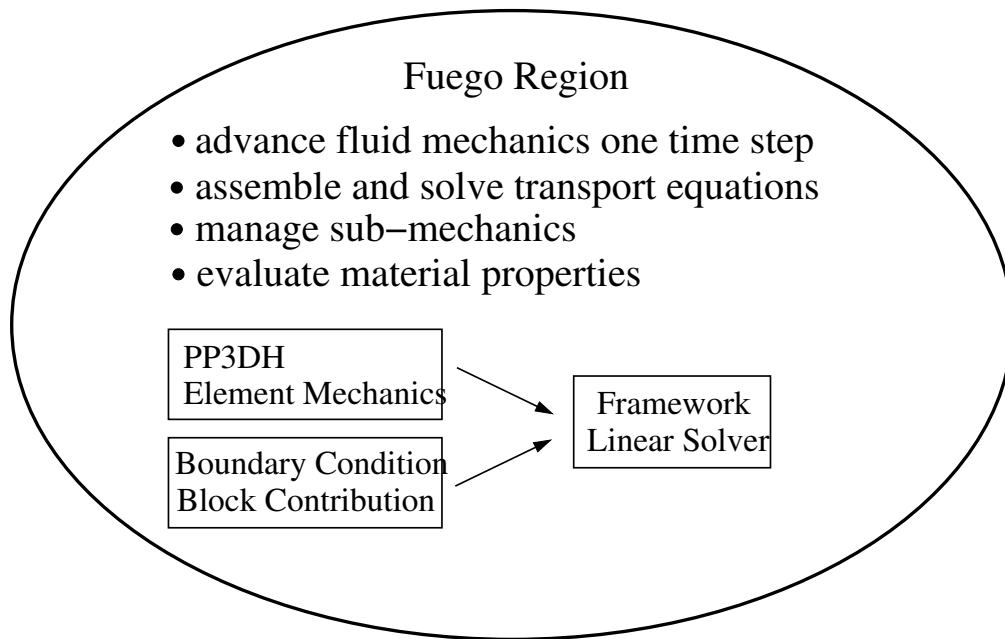 Fuego Region
• advance fluid mechanics one time step
• assemble and solve transport equations
• manage sub−mechanics
• evaluate material properties
PP3DH
Element Mechanics
Boundary Condition
Block Contribution
Framework
Linear Solver